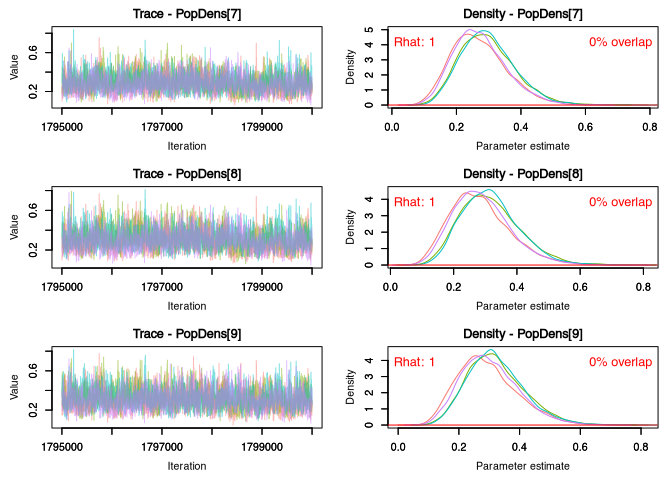 Trace - PopDens[7]
Value
0.2
0.6
1795000 1797000 1799000
Iteration
Density - PopDens[7]
Density
0 1 2 3 4 5
Rhat: 1
0% overlap
0.0 0.2 0.4 0.6 0.8
Parameter estimate
Trace - PopDens[8]
Value
0.2
0.6
1795000 1797000 1799000
Iteration
Density - PopDens[8]
Density
0 1 2 3 4
Rhat: 1
0% overlap
0.0 0.2 0.4 0.6 0.8
Parameter estimate
Trace - PopDens[9]
Value
0.2
0.6
1795000 1797000 1799000
Iteration
Density - PopDens[9]
Density
0 1 2 3 4
Rhat: 1
0% overlap
0.0 0.2 0.4 0.6 0.8
Parameter estimate